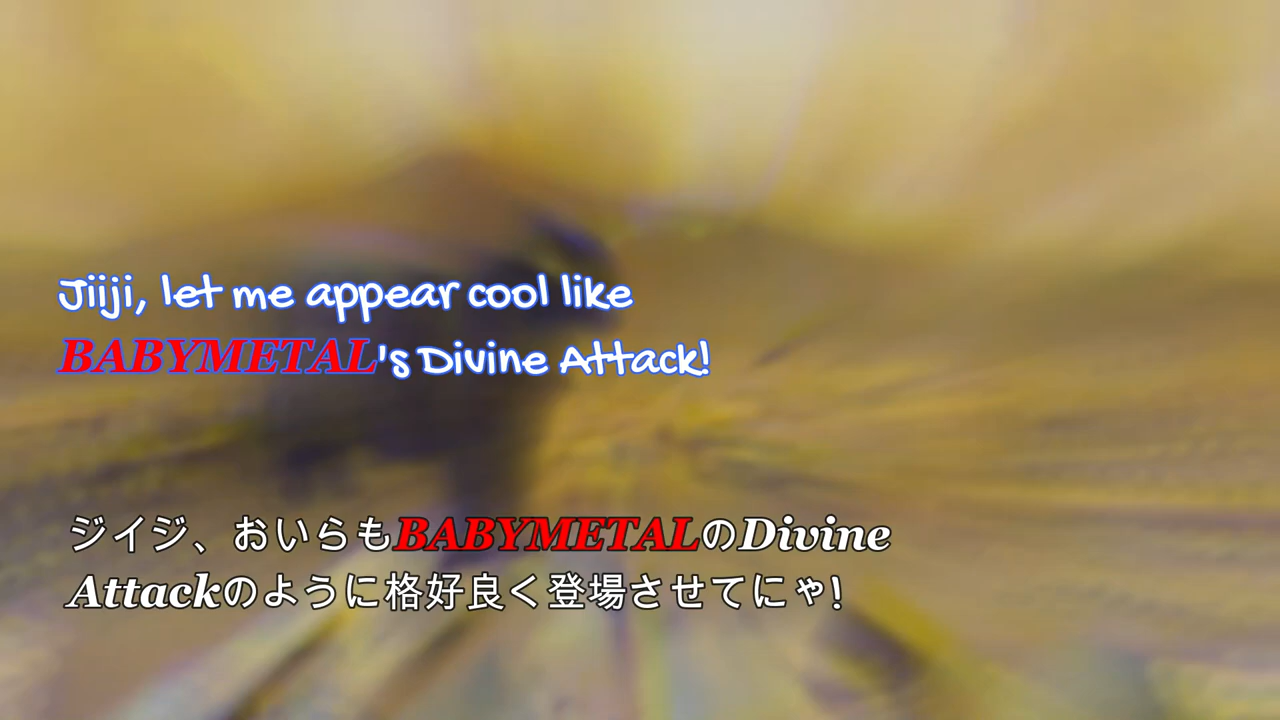 Jiiji, let me appear cool like
BABYMETAL's Divine Attack!
ジイジ、おいらもBABYMETALのDivine
Attackのように格好良く登場させてにゃ!